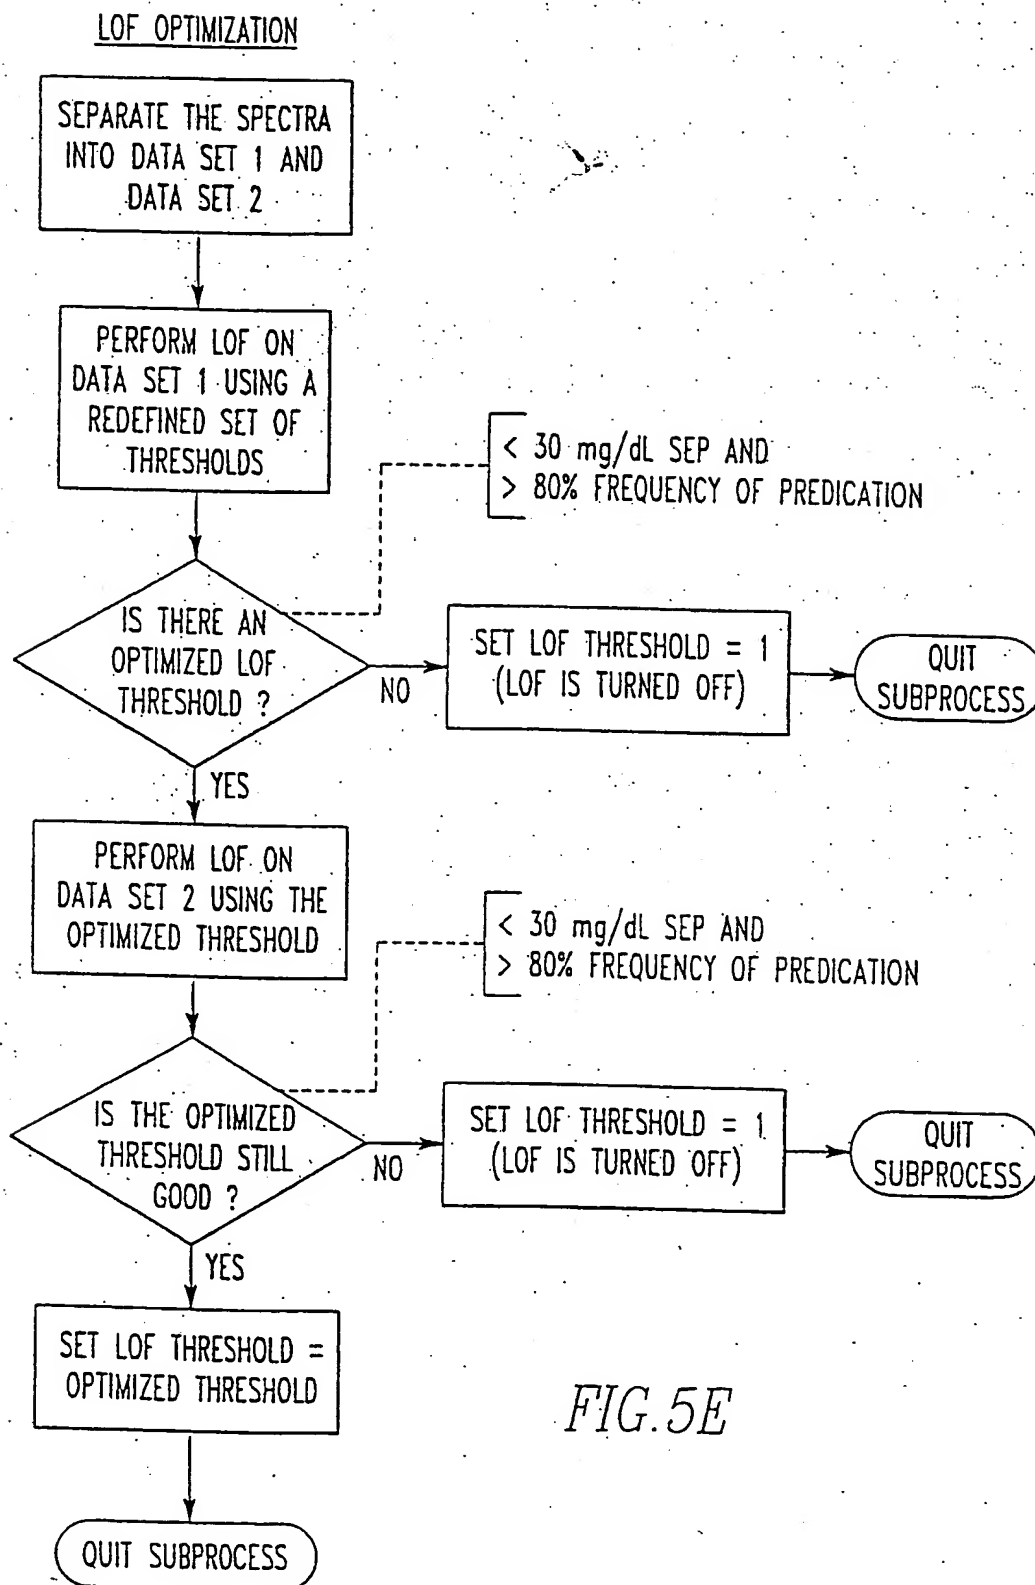 LOF OPTIMIZATION
SEPARATE THE SPECTRA
INTO DATA SET 1 AND
DATA SET 2
PERFORM LOF ON
DATA SET 1 USING A
REDEFINED SET OF
THRESHOLDS
< 30 mg/dL SEP AND
> 80% FREQUENCY OF PREDICATION
IS THERE AN
OPTIMIZED LOF
THRESHOLD ?
NO
SET LOF THRESHOLD = 1
(LOF IS TURNED OFF)
QUIT
SUBPROCESS
YES
PERFORM LOF ON
DATA SET 2 USING THE
OPTIMIZED THRESHOLD
< 30 mg/dL SEP AND
> 80% FREQUENCY OF PREDICATION
IS THE OPTIMIZED
THRESHOLD STILL
GOOD ?
NO
SET LOF THRESHOLD = 1
(LOF IS TURNED OFF)
QUIT
SUBPROCESS
YES
SET LOF THRESHOLD =
OPTIMIZED THRESHOLD
QUIT SUBPROCESS
FIG.5E